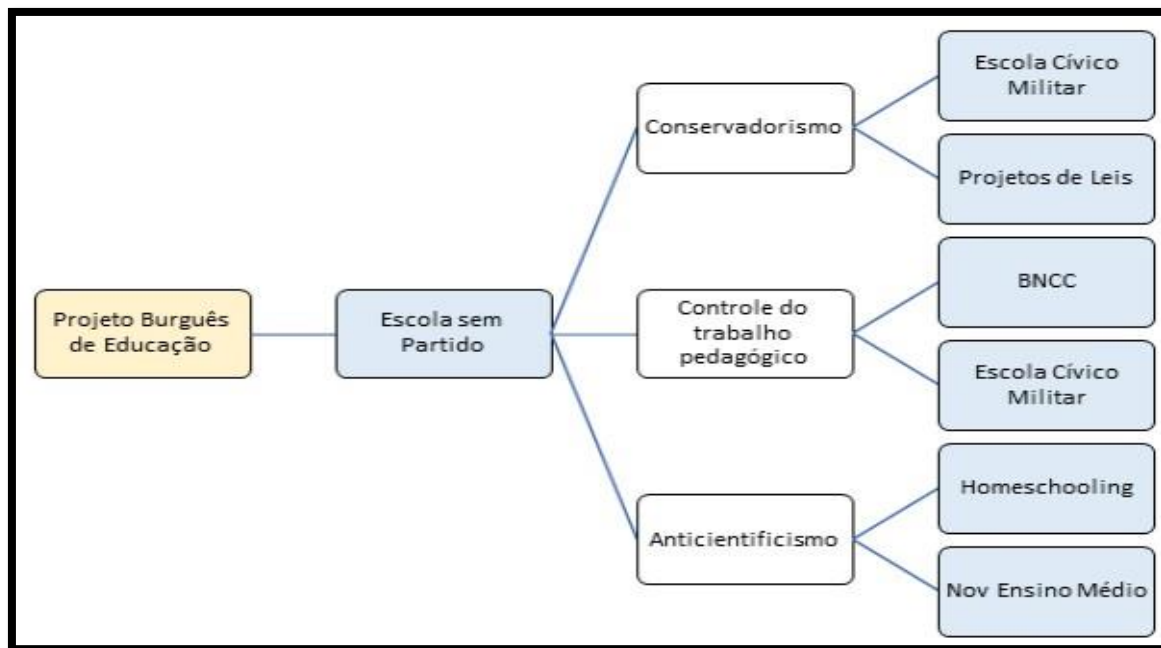 Projeto Burguês
de Educação
Escola sem
Partido
Conservadorismo
Controle do
trabalho
pedagógico
Anticientificismo
Escola Cívico
Militar
Projetos de Leis
BNCC
Escola Cívico
Militar
Homeschooling
Nov Ensino Médio